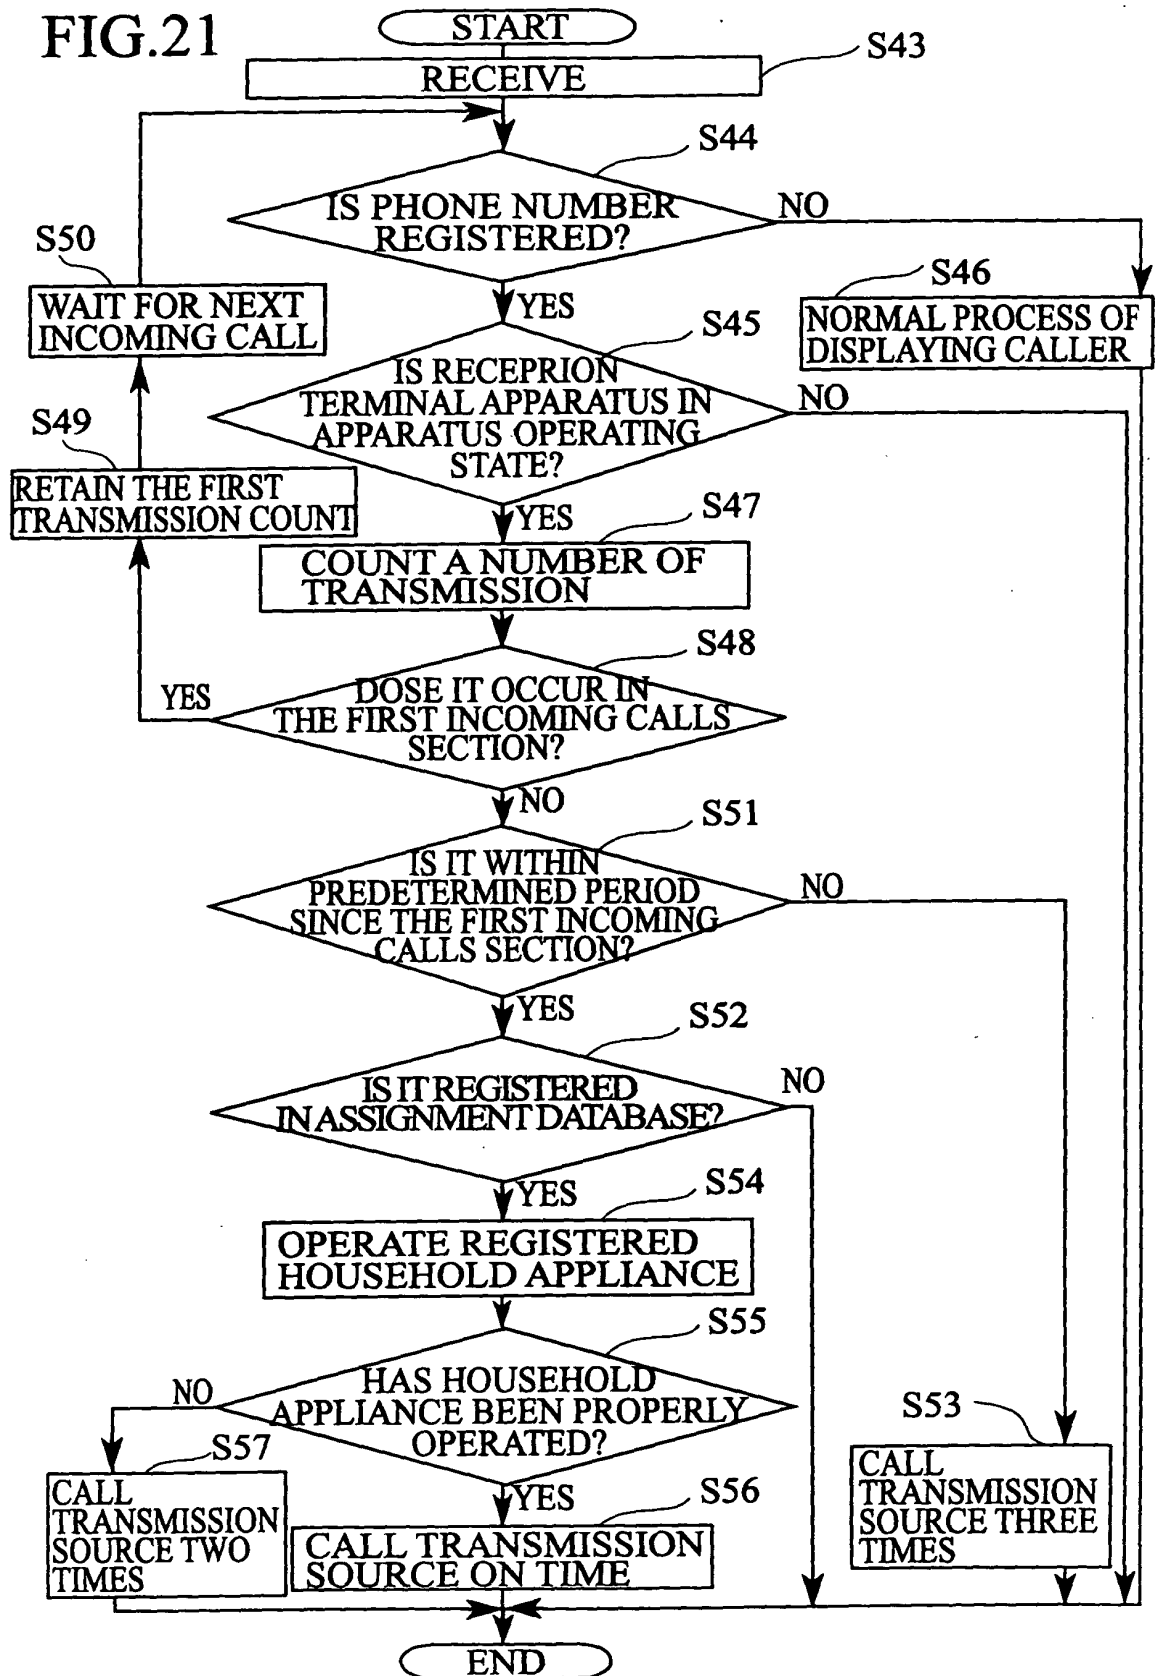 FIG.21
START
S43
RECEIVE
S44
IS PHONE NUMBER
REGISTERED?
NO
YES
S50
WAIT FOR NEXT
INCOMING CALL
S46
NORMAL PROCESS OF
DISPLAYING CALLER
S45
IS RECEPRION
TERMINAL APPARATUS IN
APPARATUS OPERATING
STATE?
NO
YES
S49
RETAIN THE FIRST
TRANSMISSION COUNT
S47
COUNT A NUMBER OF
TRANSMISSION
S48
DOSE IT OCCUR IN
THE FIRST INCOMING CALLS
SECTION?
YES
NO
S51
IS IT WITHIN
PREDETERMINED PERIOD
SINCE THE FIRST INCOMING
CALLS SECTION?
NO
YES
S52
IS IT REGISTERED
IN ASSIGNMENT DATABASE?
NO
YES
S54
OPERATE REGISTERED
HOUSEHOLD APPLIANCE
S55
HAS HOUSEHOLD
APPLIANCE BEEN PROPERLY
OPERATED?
NO
YES
S57
CALL
TRANSMISSION
SOURCE TWO
TIMES
S56
CALL TRANSMISSION
SOURCE ON TIME
S53
CALL
TRANSMISSION
SOURCE THREE
TIMES
END